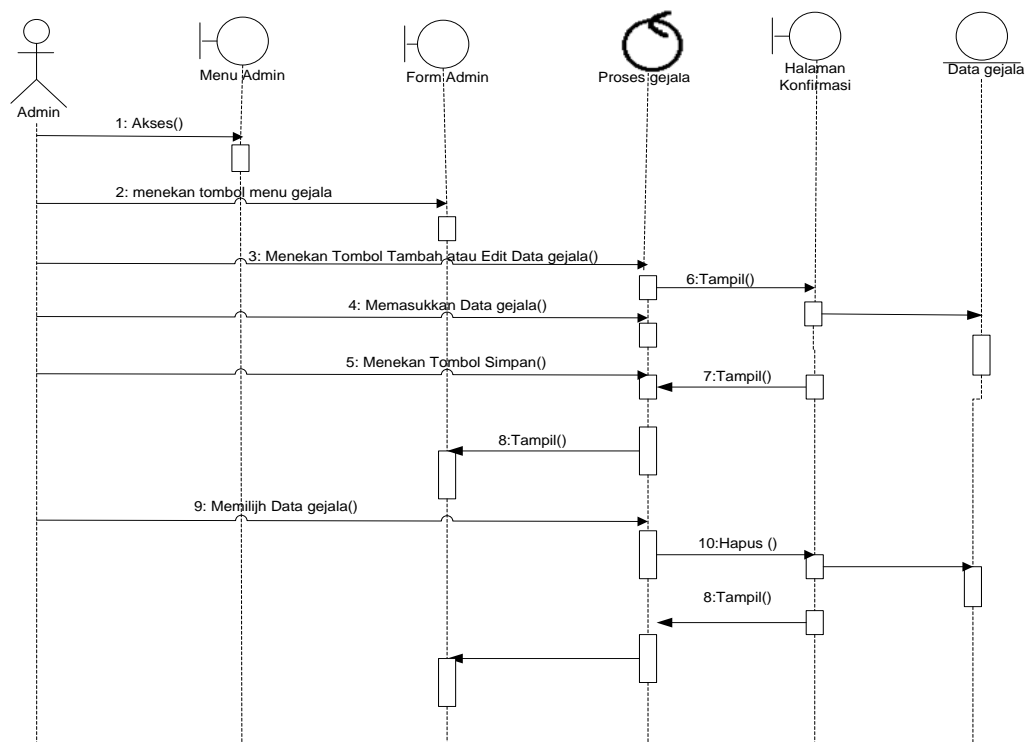 Menu Admin
Form Admin
Proses gejala
Halaman
Konfirmasi
Data gejala
Admin
1: Akses()
2: menekan tombol menu gejala
3: Menekan Tombol Tambah atau Edit Data gejala()
6:Tampil()
4: Memasukkan Data gejala()
5: Menekan Tombol Simpan()
7:Tampil()
8:Tampil()
9: Memilijh Data gejala()
10:Hapus ()
8:Tampil()